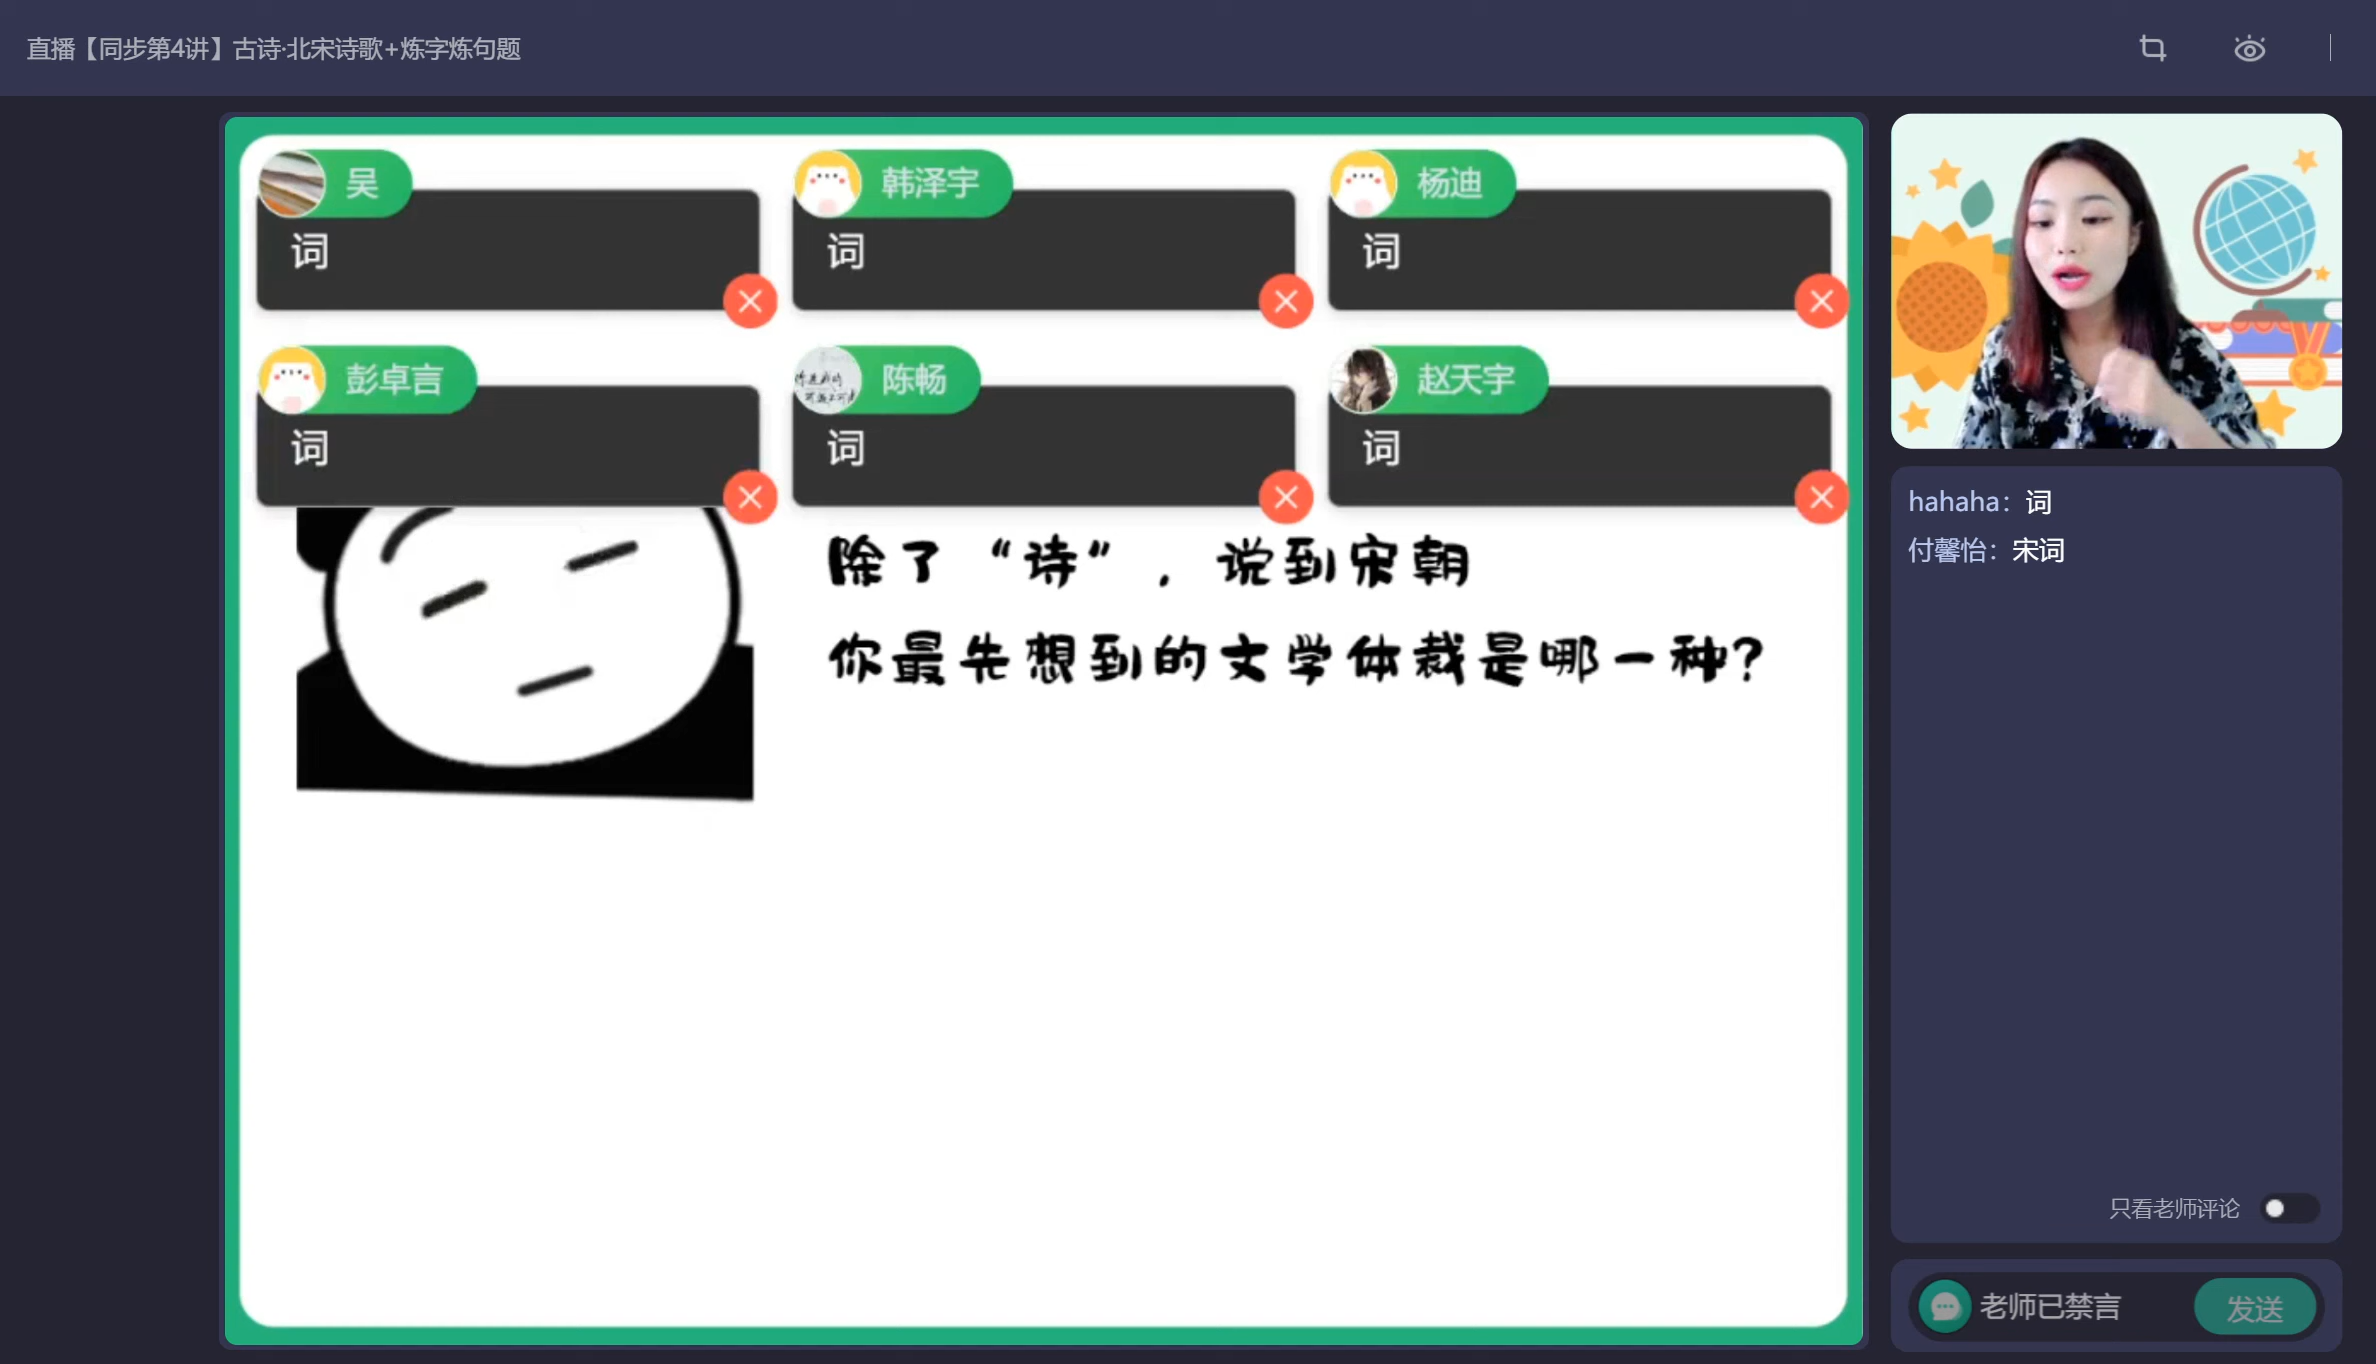 直播【同步第4讲】古诗·北宋诗歌+炼字炼句题
吴
韩泽宇
杨迪
词
词
词
彭卓言
陈畅
赵天宇
词
词
词
除了“诗”，说到宋朝
你最先想到的文学体裁是哪一种？
hahaha：词
付馨怡：宋词
只看老师评论
老师已禁言
发送